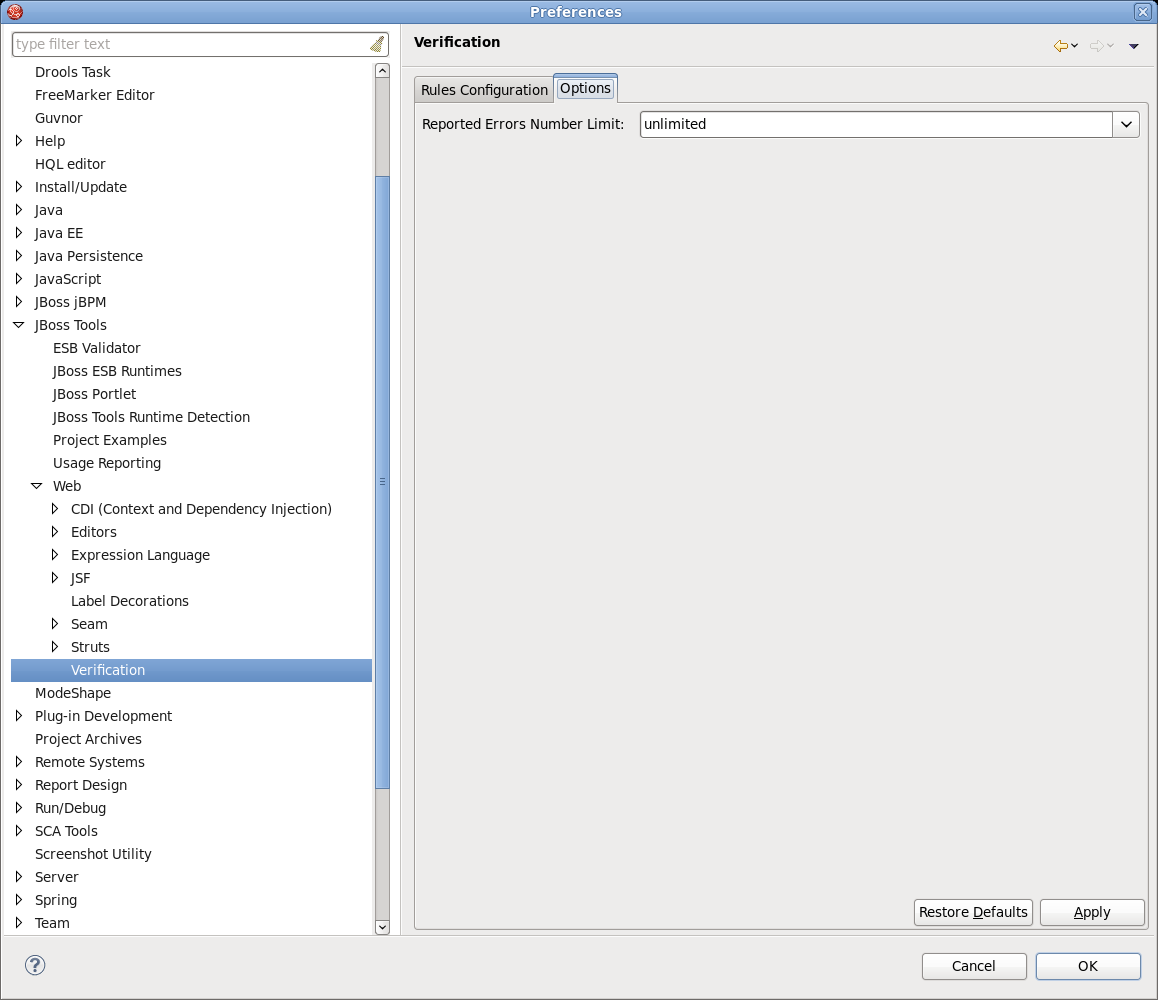 Preferences
type filter text
Drools Task
FreeMarker Editor
Guvnor
Help
HQL editor
Install/Update
Java
Java EE
Java Persistence
JavaScript
JBoss jBPM
JBoss Tools
ESB Validator
JBoss ESB Runtimes
JBoss Portlet
JBoss Tools Runtime Detection
Project Examples
Usage Reporting
Web
CDI (Context and Dependency Injection)
Editors
Expression Language
JSF
Label Decorations
Seam
Struts
Verification
ModeShape
Plug-in Development
Project Archives
Remote Systems
Report Design
Run/Debug
SCA Tools
Screenshot Utility
Server
Spring
Team
Verification
Rules Configuration Options
Reported Errors Number Limit: unlimited
Restore Defaults Apply
? Cancel OK